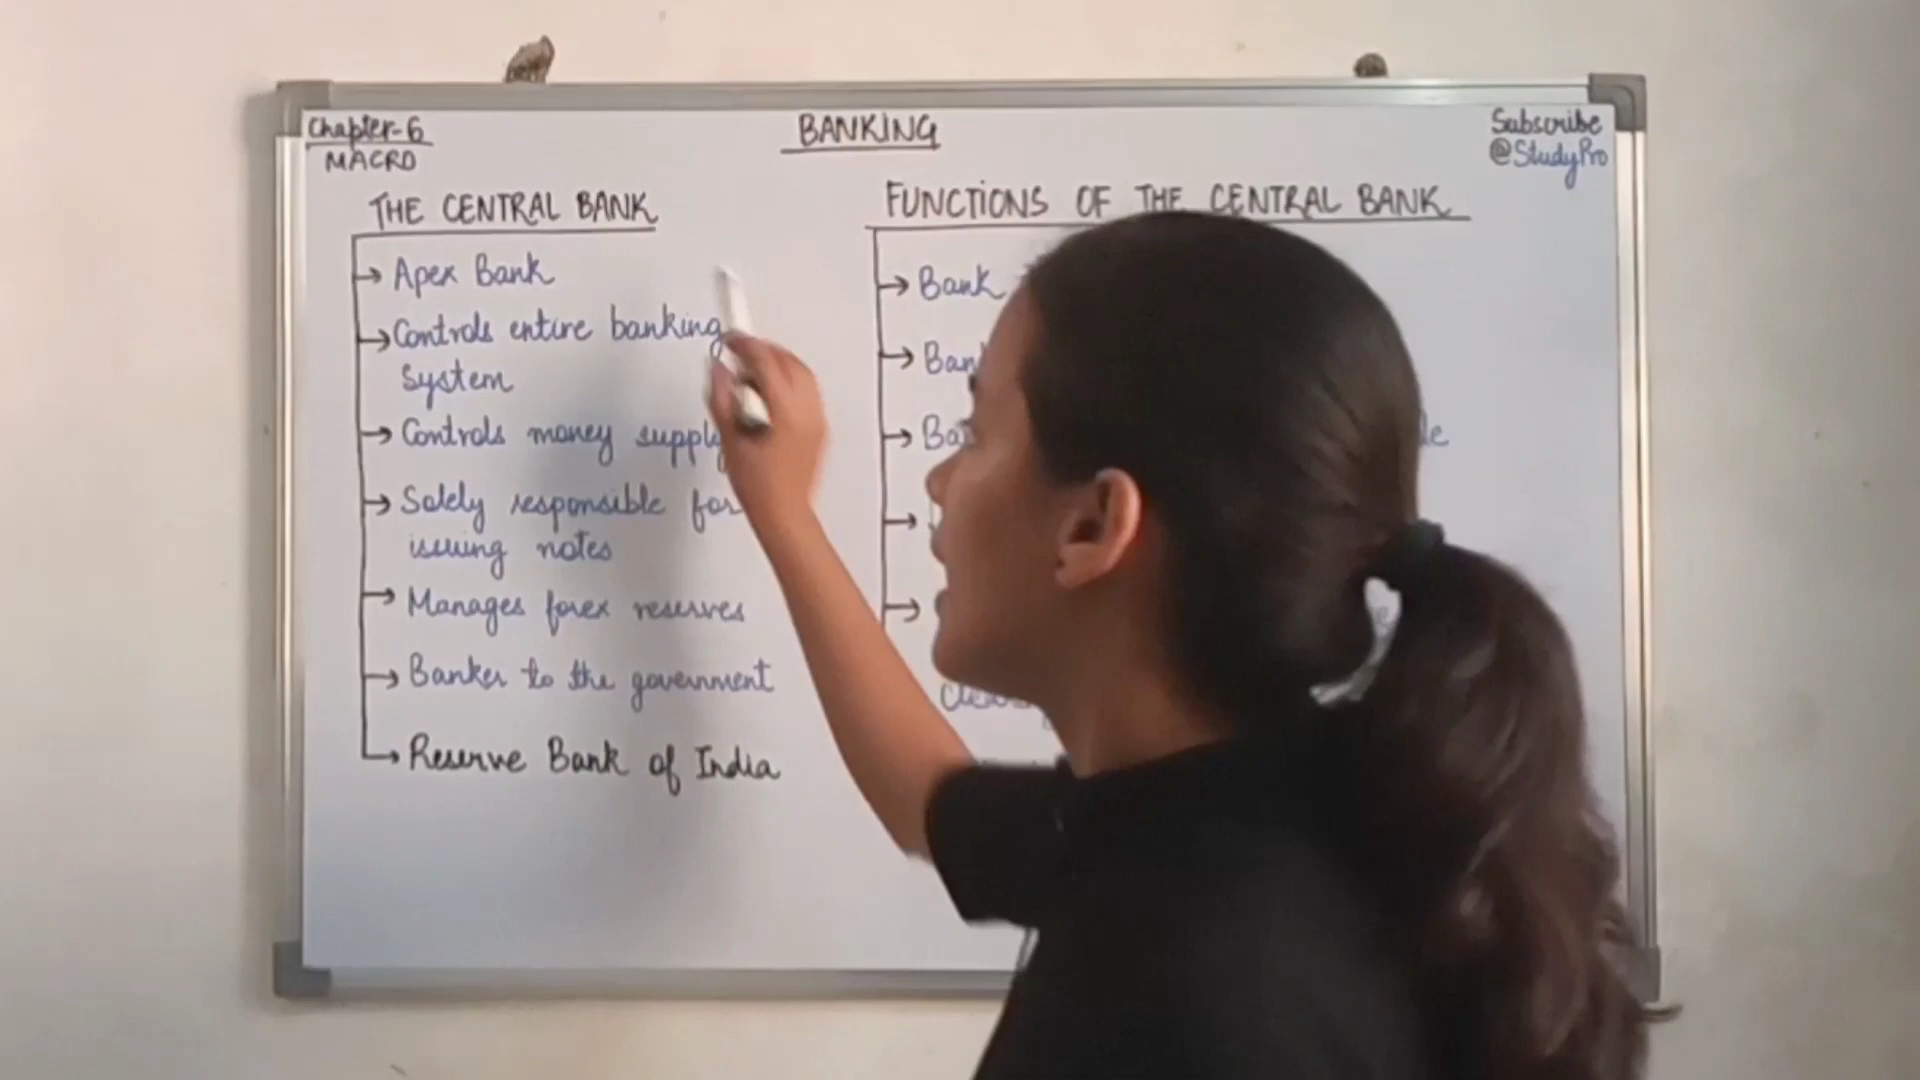 Chapter-6
MACRO
BANKING
Subscribe
@StudyPro
THE CENTRAL BANK
Apex Bank
Controls entire banking
System
Controls money supply
Solely responsible for
issuing notes
Manages forex reserves
Banker to the government
Reserve Bank of India
FUNCTIONS OF THE CENTRAL BANK
Bank